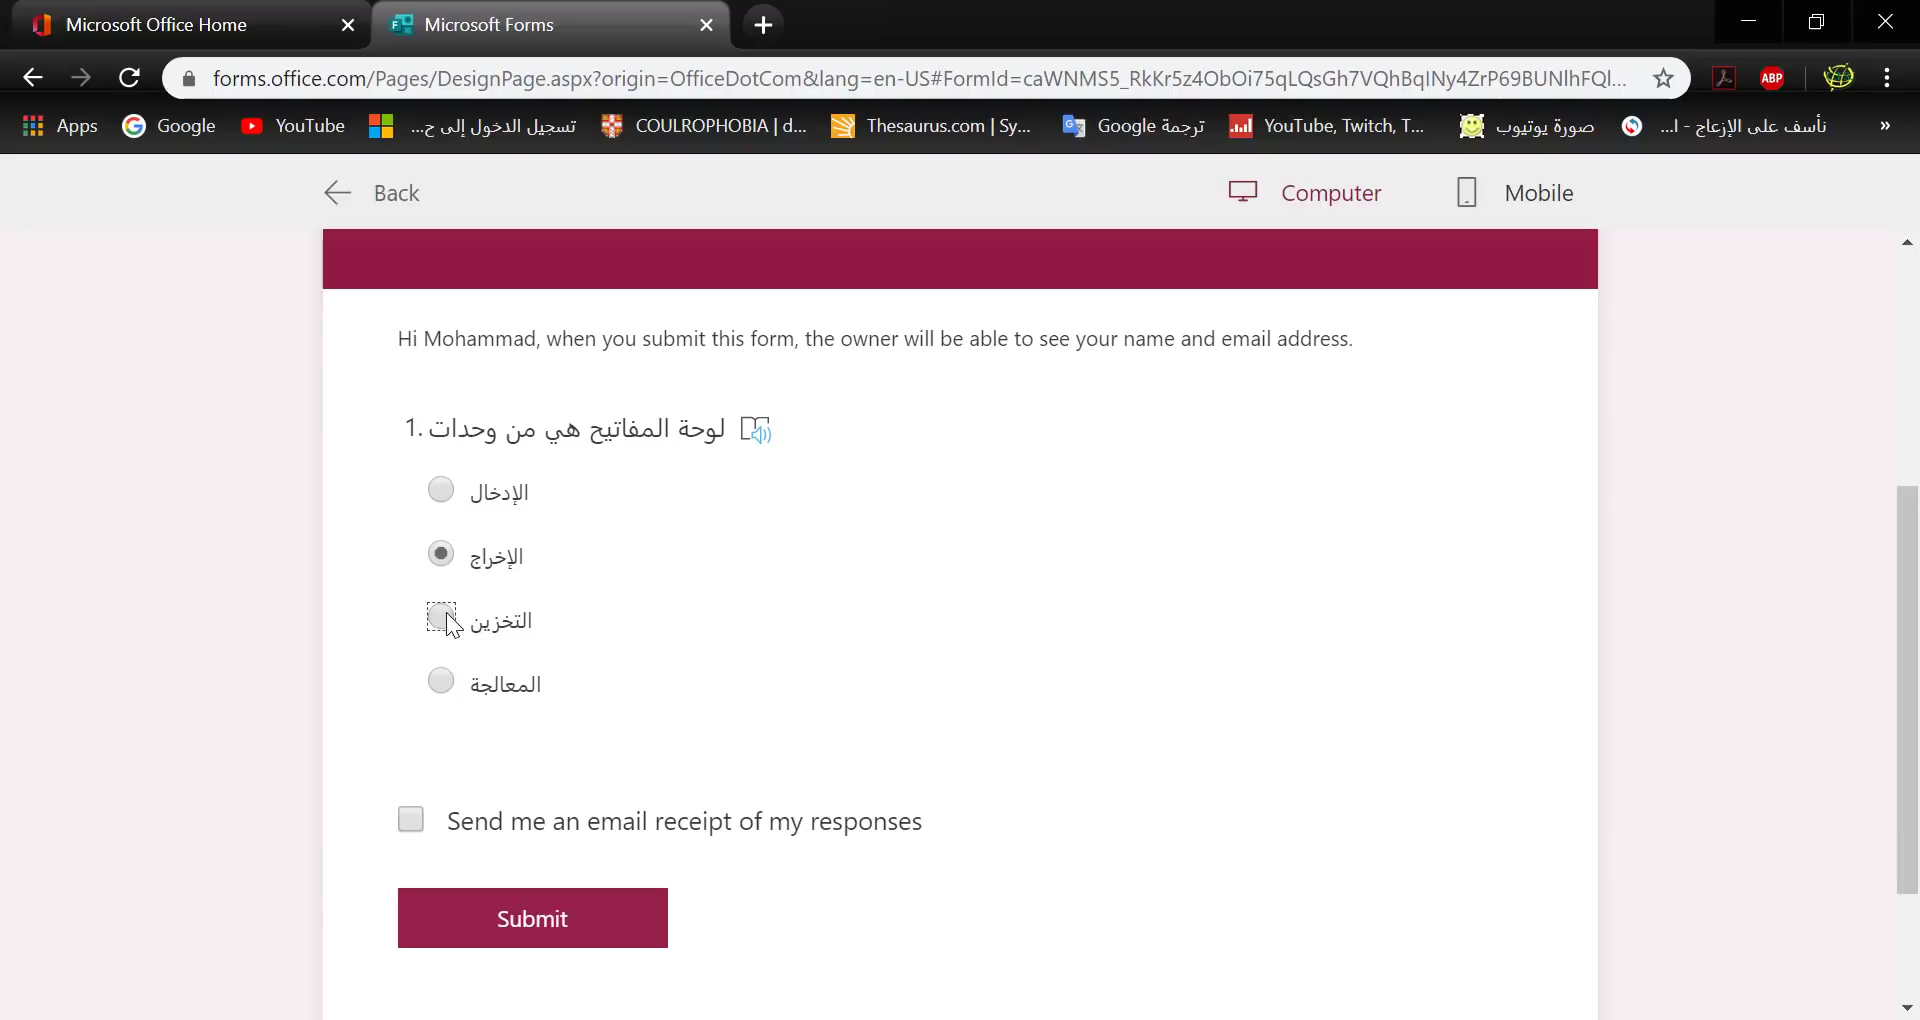 Microsoft Office Home
Microsoft Forms
forms.office.com/Pages/DesignPage.aspx?origin=OfficeDotCom&lang=en-US#FormId=caWNMS5_RkKr5z4ObOi75qLQsGh7VQhBqINy4ZrP69BUNlhFQl...
ABP
Apps
Google
YouTube
تسجيل الدخول إلى ح...
COULROPHOBIA | d...
Thesaurus.com | Sy...
ترجمة Google
YouTube, Twitch, T...
صورة يوتيوب
نأسف على الإزعاج - ا...
»
Back
Computer
Mobile
Hi Mohammad, when you submit this form, the owner will be able to see your name and email address.
1. لوحة المفاتيح هي من وحدات
الإدخال
الإخراج
التخزين
المعالجة
Send me an email receipt of my responses
Submit